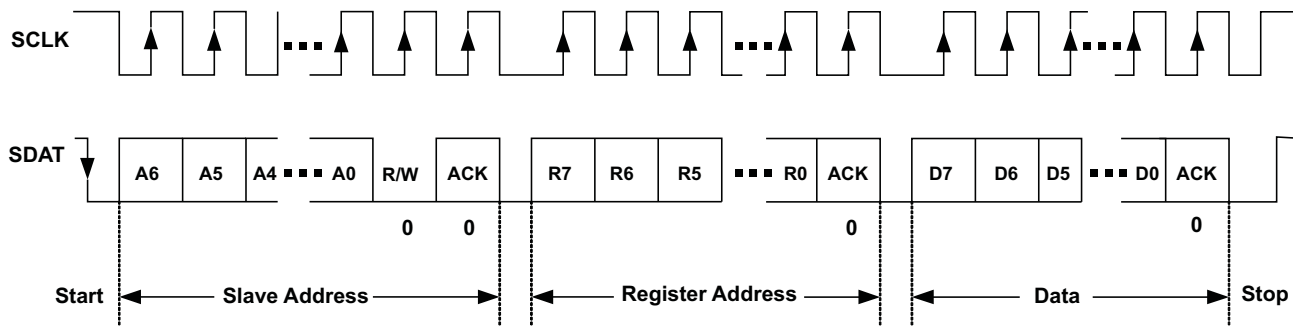 SCLK
SDAT
A6 A5 A4 A0 R/W ACK R7 R6 R5 R0 ACK D7 D6 D5 D0 ACK
0 0 0 0
Start Slave Address Register Address Data Stop